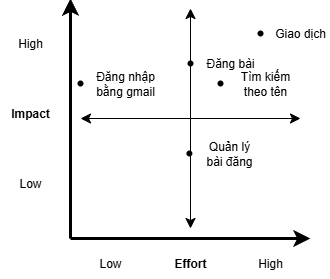 Giao dịch
High
Đăng bài
Đăng nhập
bằng gmail
Tìm kiếm
theo tên
Impact
Quản lý
bài đăng
Low
Low
Effort
High